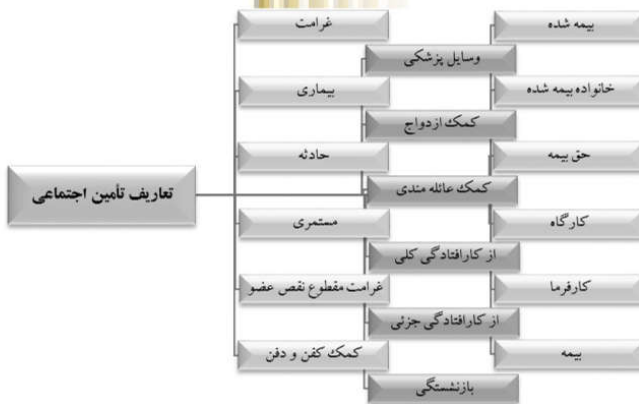 تعاریف تأمین اجتماعی
بیمه شده
خانواده بیمه شده
حق بیمه
کارگاه
کارفرما
بیمه
وسایل پزشکی
کمک ازدواج
کمک عائله مندی
از کارافتادگی کلی
از کارافتادگی جزئی
بازنشستگی
غرامت
بیماری
حادثه
مستمری
غرامت مقطوع نقص عضو
کمک کفن و دفن